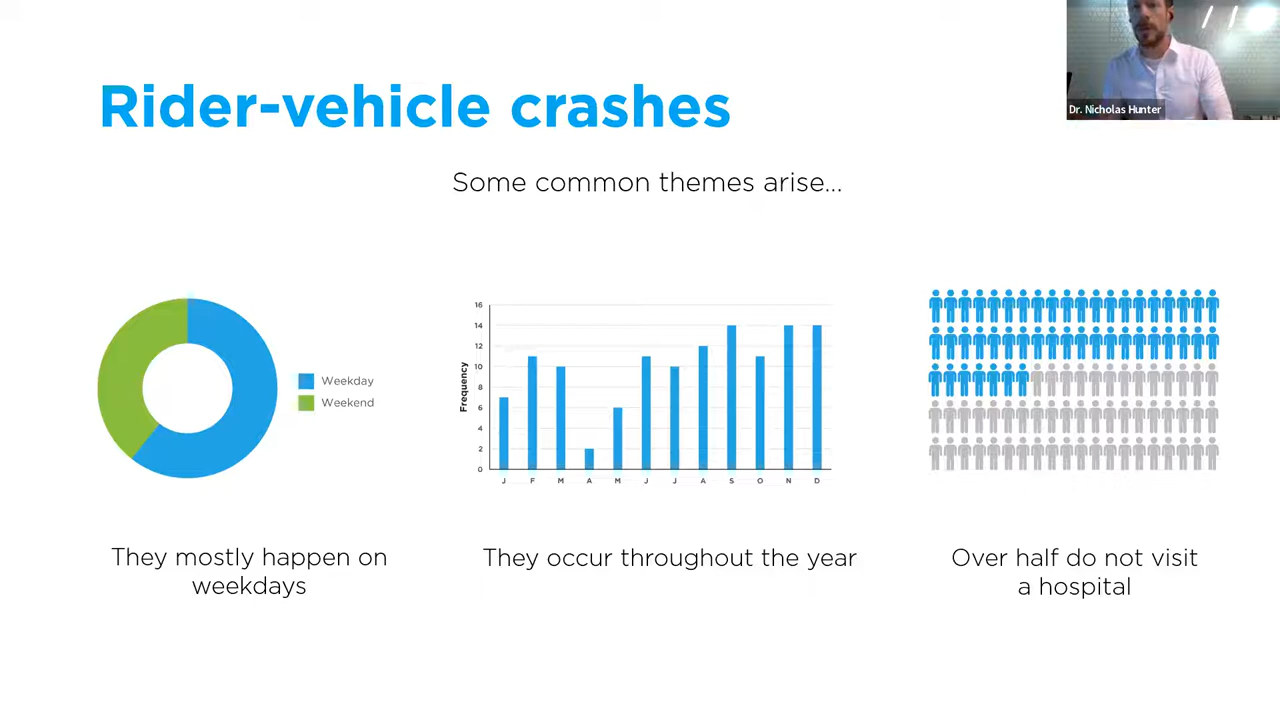 Dr. Nicholas Hunter
Rider-vehicle crashes
Some common themes arise...
Weekday
Weekend
Frequency
16
14
12
10
8
6
4
2
0
J F M A M J J A S O N D
They mostly happen on
weekdays
They occur throughout the year
Over half do not visit
a hospital